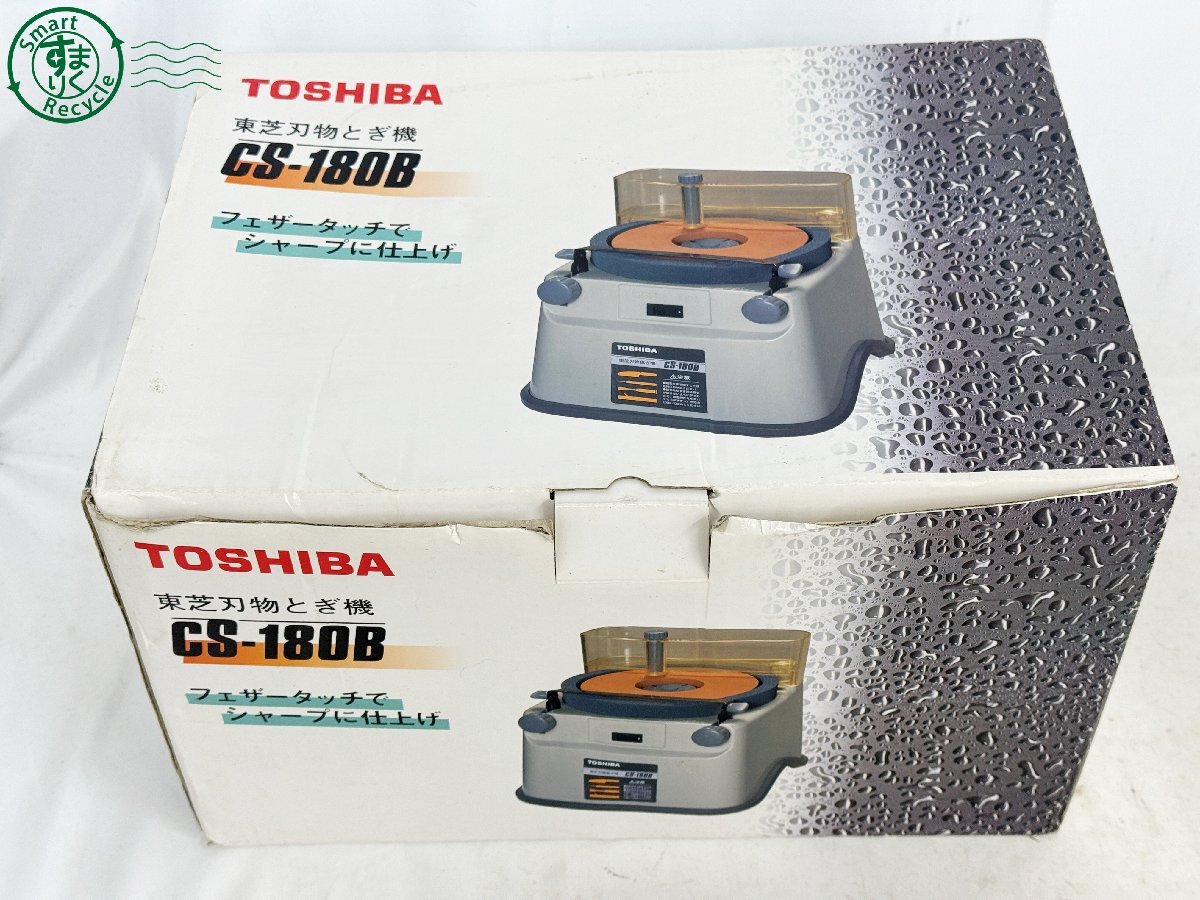 Smart
すまりく
Recycle
TOSHIBA
東芝刃物とぎ機
CS-180B
フェザータッチで
シャープに仕上げ
TOSHIBA
CS-180B
TOSHIBA
東芝刃物とぎ機
CS-180B
フェザータッチで
シャープに仕上げ
TOSHIBA
CS-180B